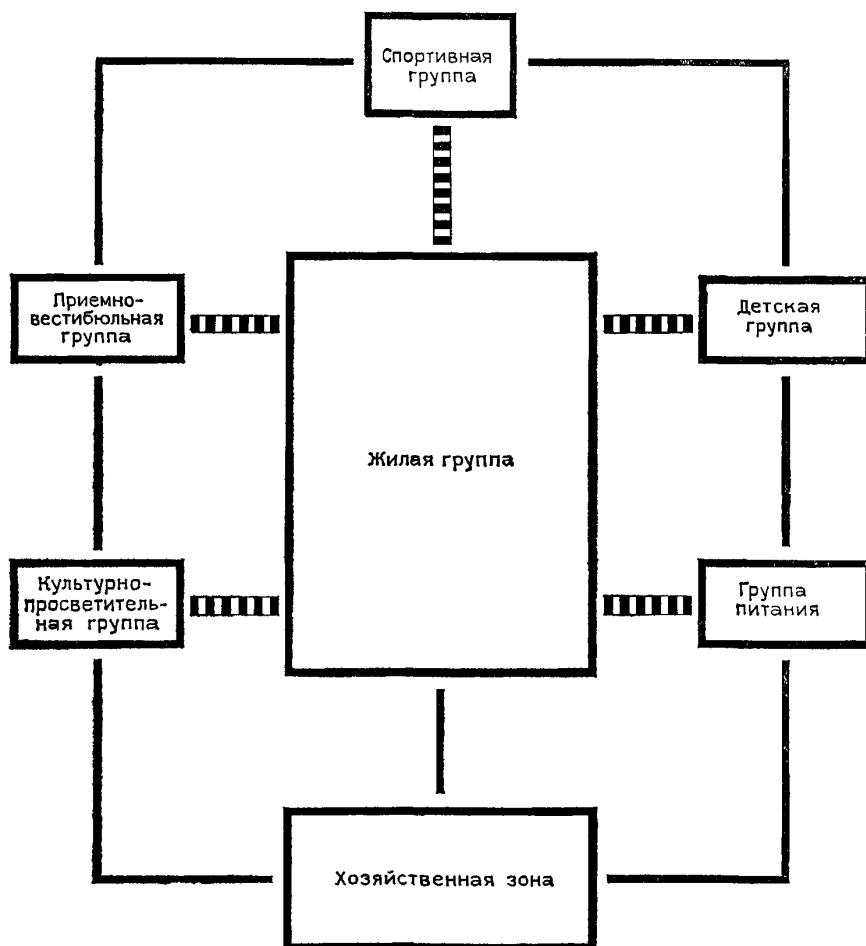 Спортивная
группа
Приемно-
вестибюльная
группа
Детская
группа
Жилая группа
Культурно-
просветитель-
ная группа
Группа
питания
Хозяйственная зона